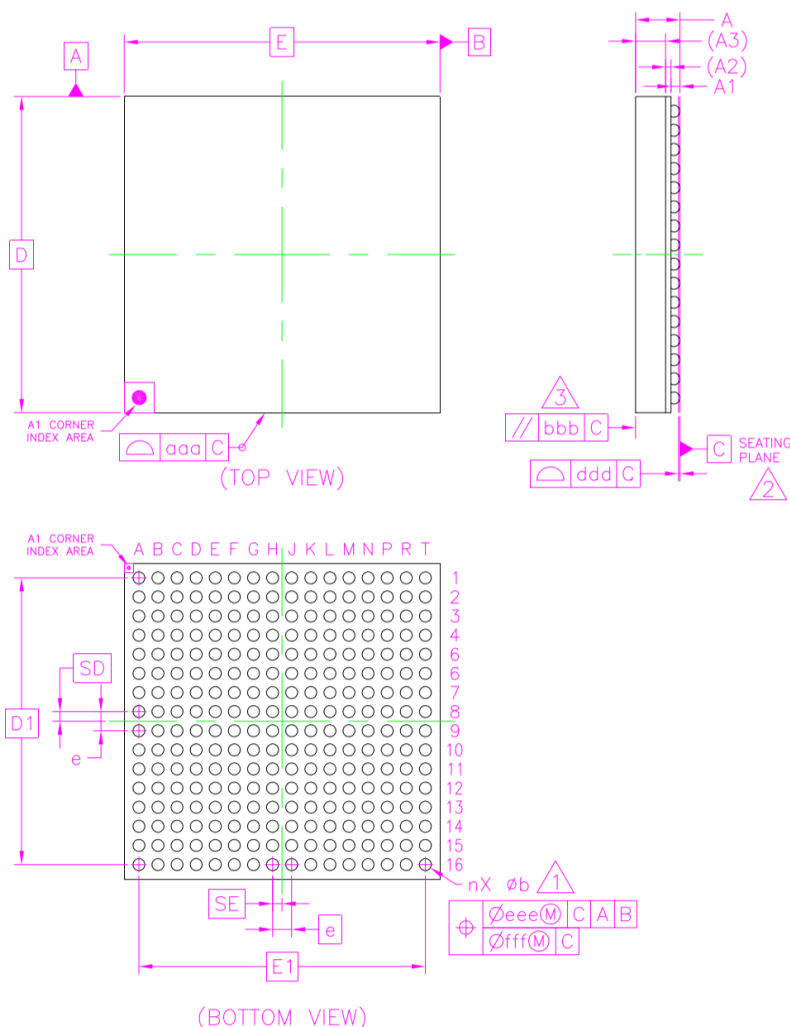 A
E
B
A
(A3)
(A2)
A1
D
A1 CORNER
INDEX AREA
aaa C
(TOP VIEW)
3
// bbb C
C SEATING
PLANE
ddd C
2
A1 CORNER
INDEX AREA
A B C D E F G H J K L M N P R T
1
2
3
4
6
6
7
8
9
10
11
12
13
14
15
16
SD
D1
e
SE
e
E1
nX øb 1
Øeee Ⓜ C A B
Øfff Ⓜ C
(BOTTOM VIEW)